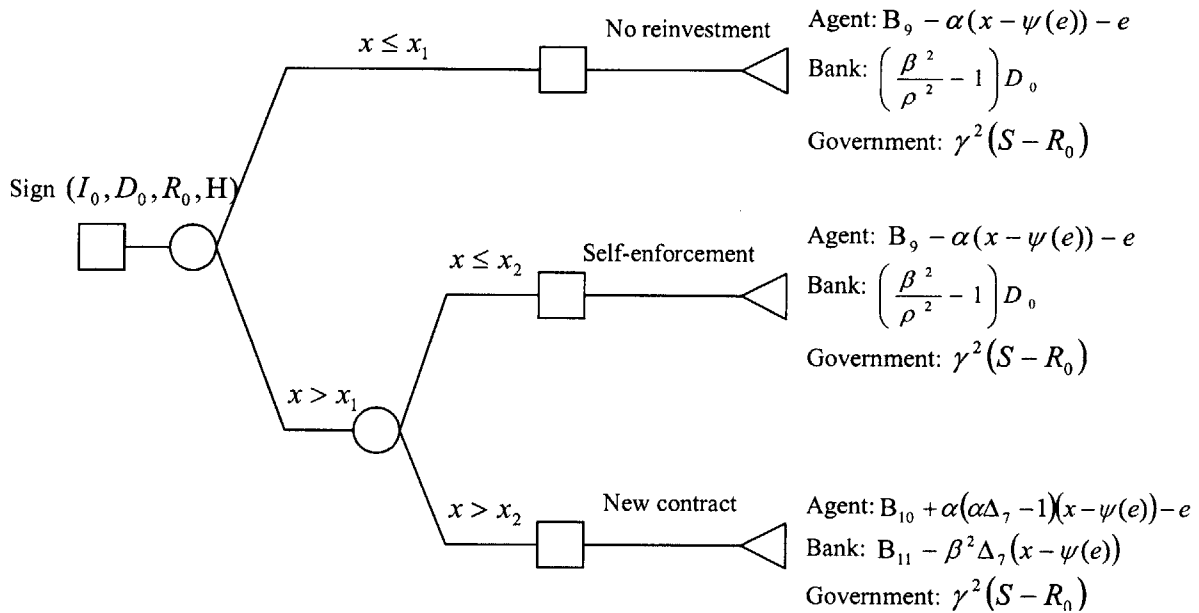 No reinvestment
x ≤ x₁
Agent: B₉ − α(x − ψ(e)) − e
Bank: (β²/ρ² − 1) D₀
Government: γ²(S − R₀)
Sign (I₀, D₀, R₀, H)
Self-enforcement
x ≤ x₂
Agent: B₉ − α(x − ψ(e)) − e
Bank: (β²/ρ² − 1) D₀
Government: γ²(S − R₀)
x > x₁
New contract
x > x₂
Agent: B₁₀ + α(αΔ₇ − 1)(x − ψ(e)) − e
Bank: B₁₁ − β²Δ₇(x − ψ(e))
Government: γ²(S − R₀)